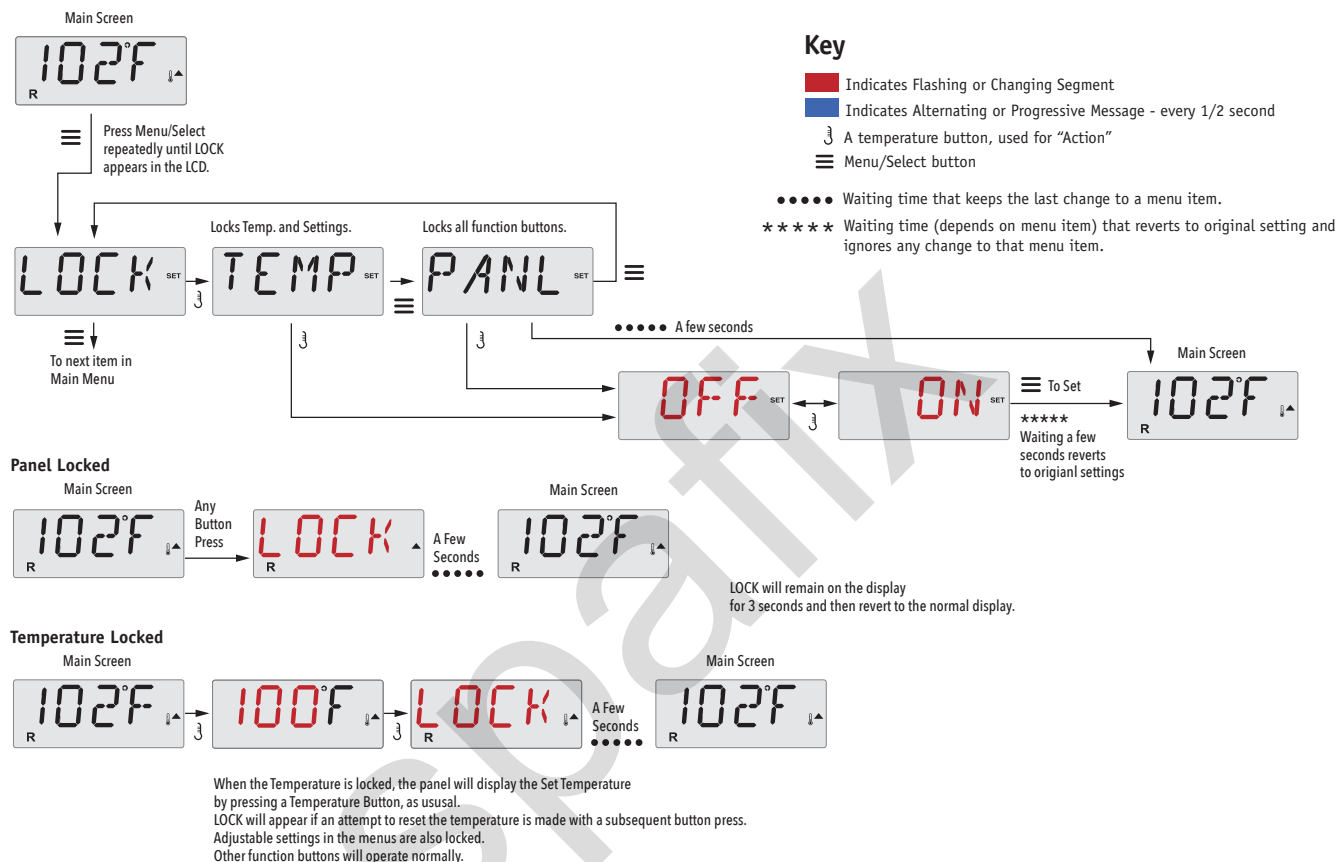 Main Screen
102°F
R
Press Menu/Select
repeatedly until LOCK
appears in the LCD.
Key
Indicates Flashing or Changing Segment
Indicates Alternating or Progressive Message - every 1/2 second
A temperature button, used for “Action”
Menu/Select button
••••• Waiting time that keeps the last change to a menu item.
***** Waiting time (depends on menu item) that reverts to original setting and
ignores any change to that menu item.
Locks Temp. and Settings.
Locks all function buttons.
LOCK SET
TEMP SET
PANL SET
To next item in
Main Menu
••••• A few seconds
OFF SET
ON SET
To Set
*****
Waiting a few
seconds reverts
to origianl settings
Main Screen
102°F
R
Panel Locked
Main Screen
102°F
R
Any
Button
Press
LOCK
R
A Few
Seconds
•••••
Main Screen
102°F
R
LOCK will remain on the display
for 3 seconds and then revert to the normal display.
Temperature Locked
Main Screen
102°F
R
100°F
LOCK
R
A Few
Seconds
•••••
Main Screen
102°F
R
When the Temperature is locked, the panel will display the Set Temperature
by pressing a Temperature Button, as ususal.
LOCK will appear if an attempt to reset the temperature is made with a subsequent button press.
Adjustable settings in the menus are also locked.
Other function buttons will operate normally.
spafix